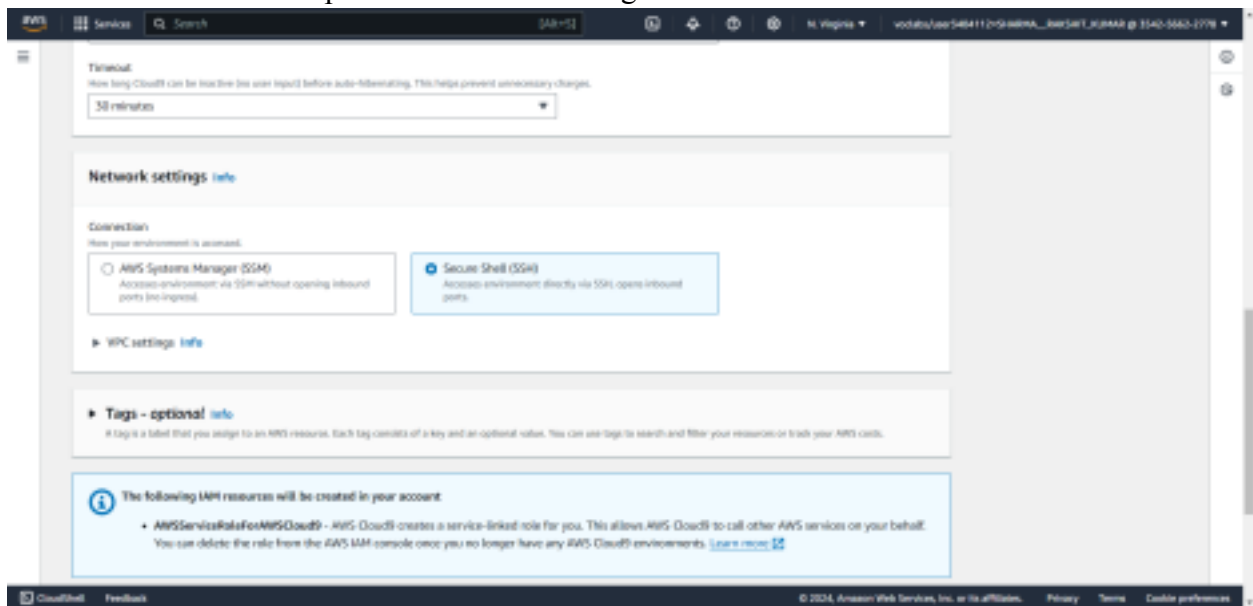 aws Services Search [Alt+S] N. Virginia
Timeout
How long Cloud9 can be inactive (no user input) before auto-hibernating. This helps prevent unnecessary charges.
30 minutes
Network settings Info
Connection
How your environment is accessed.
AWS Systems Manager (SSM)
Accesses environment via SSM without opening inbound
ports (no ingress).
Secure Shell (SSH)
Accesses environment directly via SSH, opens inbound
ports.
VPC settings Info
Tags - optional Info
A tag is a label that you assign to an AWS resource. Each tag consists of a key and an optional value. You can use tags to search and filter your resources or track your AWS costs.
The following IAM resources will be created in your account
• AWSServiceRoleForAWSCloud9 - AWS Cloud9 creates a service-linked role for you. This allows AWS Cloud9 to call other AWS services on your behalf.
You can delete the role from the AWS IAM console once you no longer have any AWS Cloud9 environments. Learn more
CloudShell Feedback © 2024, Amazon Web Services, Inc. or its affiliates. Privacy Terms Cookie preferences